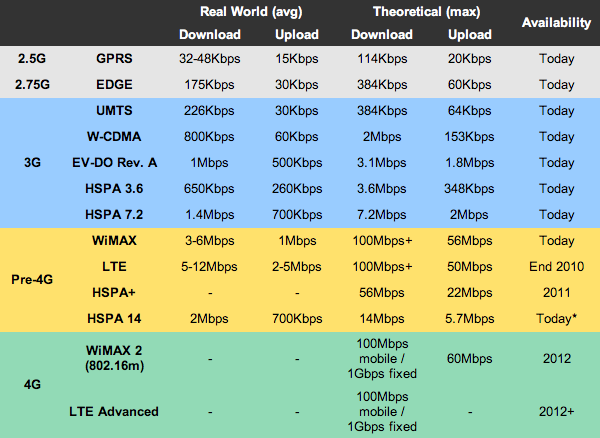 Real World (avg) Theoretical (max) Availability
Download Upload Download Upload
2.5G GPRS 32-48Kbps 15Kbps 114Kbps 20Kbps Today
2.75G EDGE 175Kbps 30Kbps 384Kbps 60Kbps Today
UMTS 226Kbps 30Kbps 384Kbps 64Kbps Today
W-CDMA 800Kbps 60Kbps 2Mbps 153Kbps Today
3G EV-DO Rev. A 1Mbps 500Kbps 3.1Mbps 1.8Mbps Today
HSPA 3.6 650Kbps 260Kbps 3.6Mbps 348Kbps Today
HSPA 7.2 1.4Mbps 700Kbps 7.2Mbps 2Mbps Today
WiMAX 3-6Mbps 1Mbps 100Mbps+ 56Mbps Today
LTE 5-12Mbps 2-5Mbps 100Mbps+ 50Mbps End 2010
Pre-4G
HSPA+ - - 56Mbps 22Mbps 2011
HSPA 14 2Mbps 700Kbps 14Mbps 5.7Mbps Today*
WiMAX 2 (802.16m) - - 100Mbps mobile / 1Gbps fixed 60Mbps 2012
4G
LTE Advanced - - 100Mbps mobile / 1Gbps fixed - 2012+